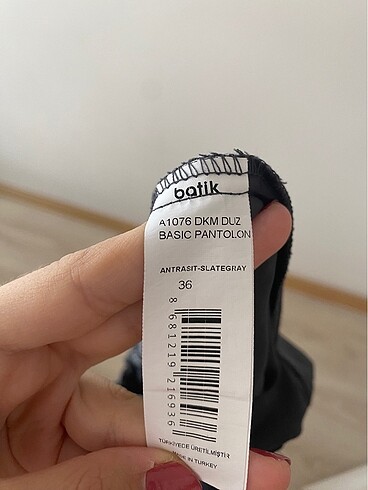 batik
A1076 DKM DUZ
BASIC PANTOLON
ANTRASIT-SLATEGRAY
36
8 681219 216936
TÜRKİYEDE ÜRETİLMİŞTİR
MADE IN TURKEY